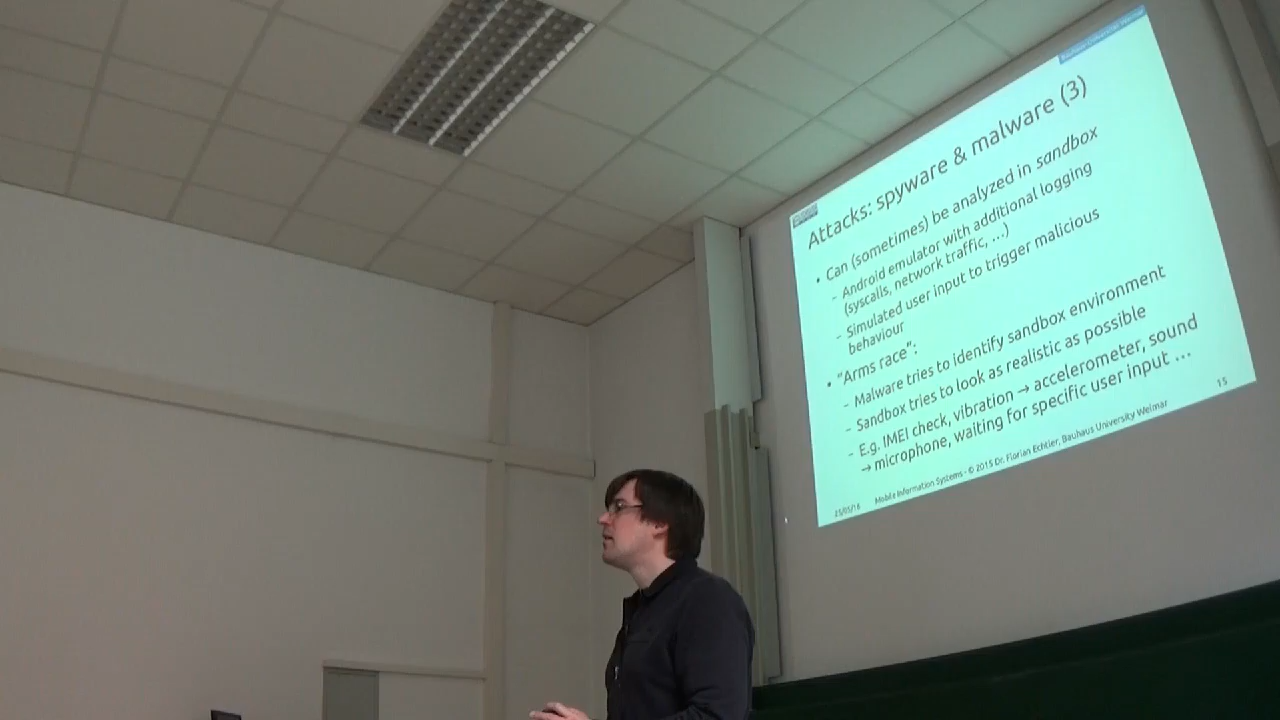 Attacks: spyware & malware (3)
• Can (sometimes) be analyzed in sandbox
– Android emulator with additional logging
(syscalls, network traffic, …)
– Simulated user input to trigger malicious
behaviour
• “Arms race”:
– Malware tries to identify sandbox environment
– Sandbox tries to look as realistic as possible
– E.g. IMEI check, vibration → accelerometer, sound
→ microphone, waiting for specific user input …
Mobile Information Systems - © 2015 Dr. Florian Echtler, Bauhaus University Weimar
15